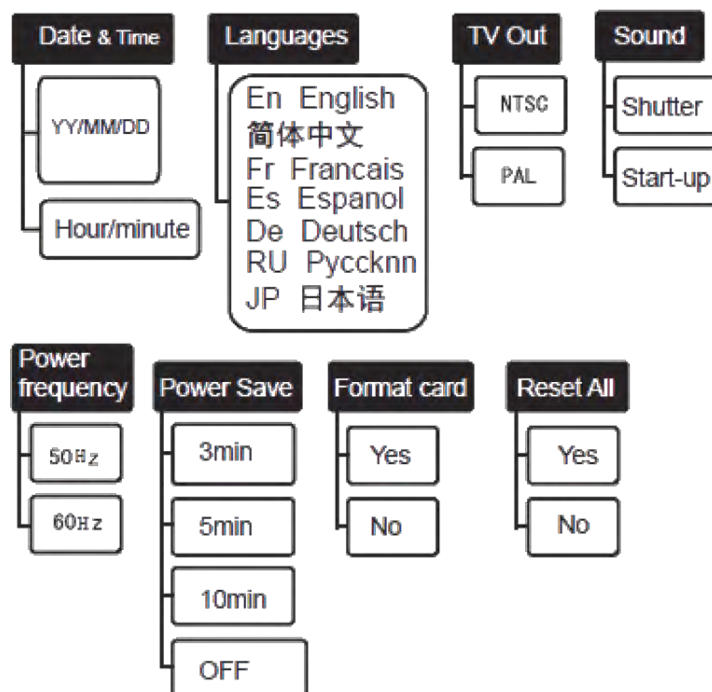 Date & Time
YY/MM/DD
Hour/minute
Languages
En English
简体中文
Fr Francais
Es Espanol
De Deutsch
RU Pyccknn
JP 日本语
TV Out
NTSC
PAL
Sound
Shutter
Start-up
Power
frequency
50Hz
60Hz
Power Save
3min
5min
10min
OFF
Format card
Yes
No
Reset All
Yes
No